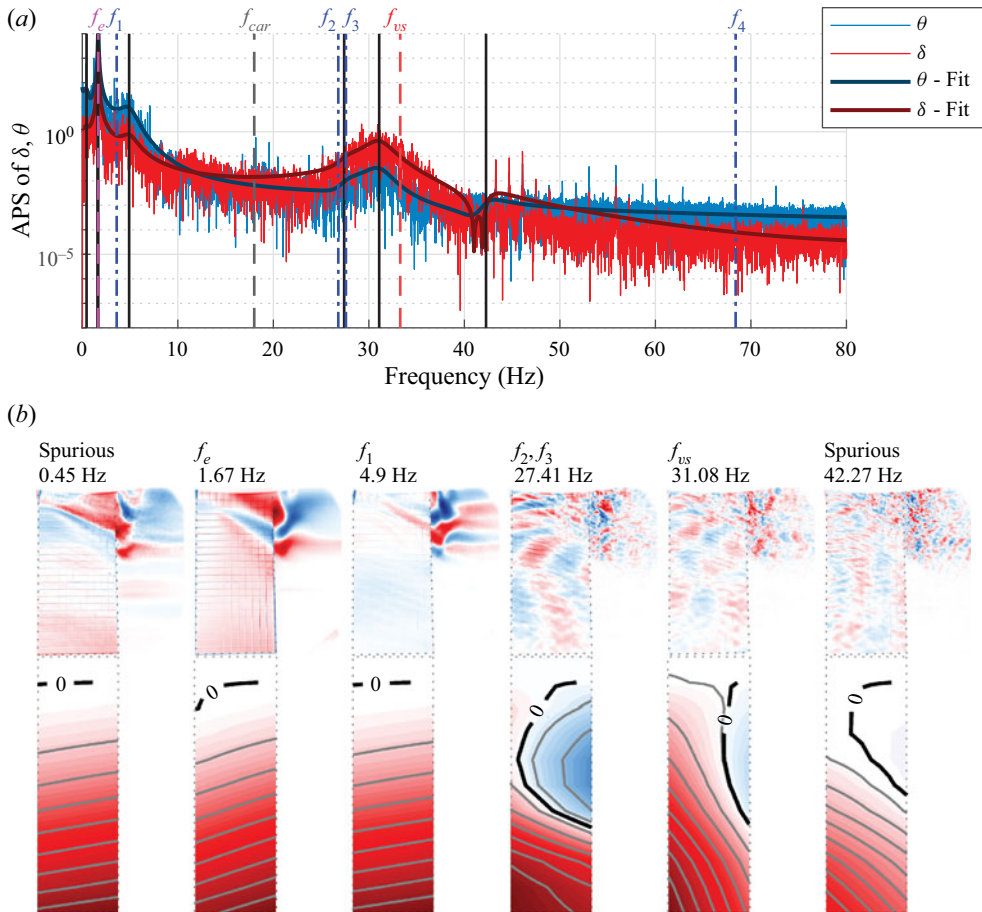 (a)
f_e f_1 f_car f_2 f_3 f_vs f_4
θ
δ
θ - Fit
δ - Fit
APS of δ, θ
10^0
10^−5
0 10 20 30 40 50 60 70 80
Frequency (Hz)
(b)
Spurious f_e f_1 f_2, f_3 f_vs Spurious
0.45 Hz 1.67 Hz 4.9 Hz 27.41 Hz 31.08 Hz 42.27 Hz
0 0 0 0 0 0